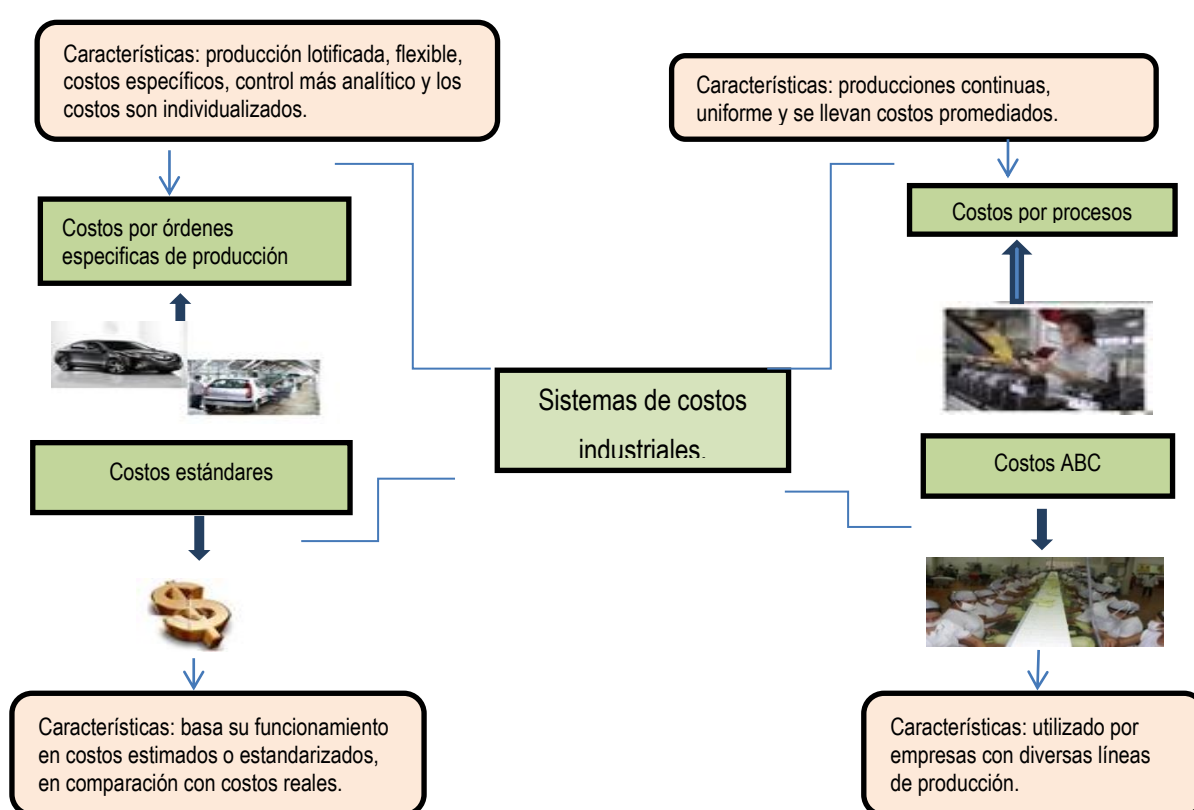 Características: producción lotificada, flexible,
costos específicos, control más analítico y los
costos son individualizados.
Características: producciones continuas,
uniforme y se llevan costos promediados.
Costos por órdenes
especificas de producción
Costos por procesos
Sistemas de costos
industriales.
Costos estándares
Costos ABC
Características: basa su funcionamiento
en costos estimados o estandarizados,
en comparación con costos reales.
Características: utilizado por
empresas con diversas líneas
de producción.